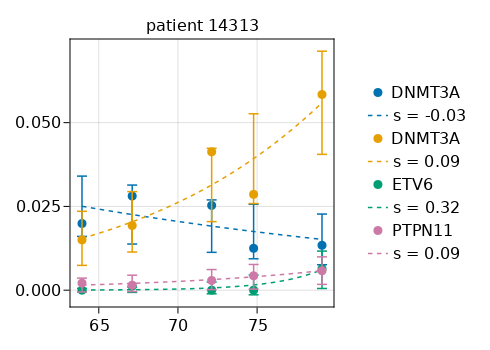 patient 14313
0.050
0.025
0.000
65
70
75
DNMT3A
s = -0.03
DNMT3A
s = 0.09
ETV6
s = 0.32
PTPN11
s = 0.09